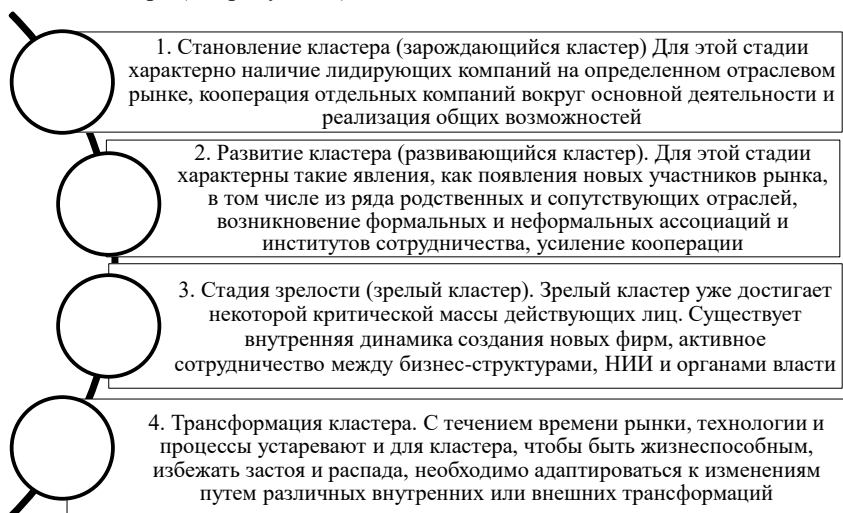 1. Становление кластера (зарождающийся кластер) Для этой стадии
характерно наличие лидирующих компаний на определенном отраслевом
рынке, кооперация отдельных компаний вокруг основной деятельности и
реализация общих возможностей
2. Развитие кластера (развивающийся кластер). Для этой стадии
характерны такие явления, как появления новых участников рынка,
в том числе из ряда родственных и сопутствующих отраслей,
возникновение формальных и неформальных ассоциаций и
институтов сотрудничества, усиление кооперации
3. Стадия зрелости (зрелый кластер). Зрелый кластер уже достигает
некоторой критической массы действующих лиц. Существует
внутренняя динамика создания новых фирм, активное
сотрудничество между бизнес-структурами, НИИ и органами власти
4. Трансформация кластера. С течением времени рынки, технологии и
процессы устаревают и для кластера, чтобы быть жизнеспособным,
избежать застоя и распада, необходимо адаптироваться к изменениям
путем различных внутренних или внешних трансформаций